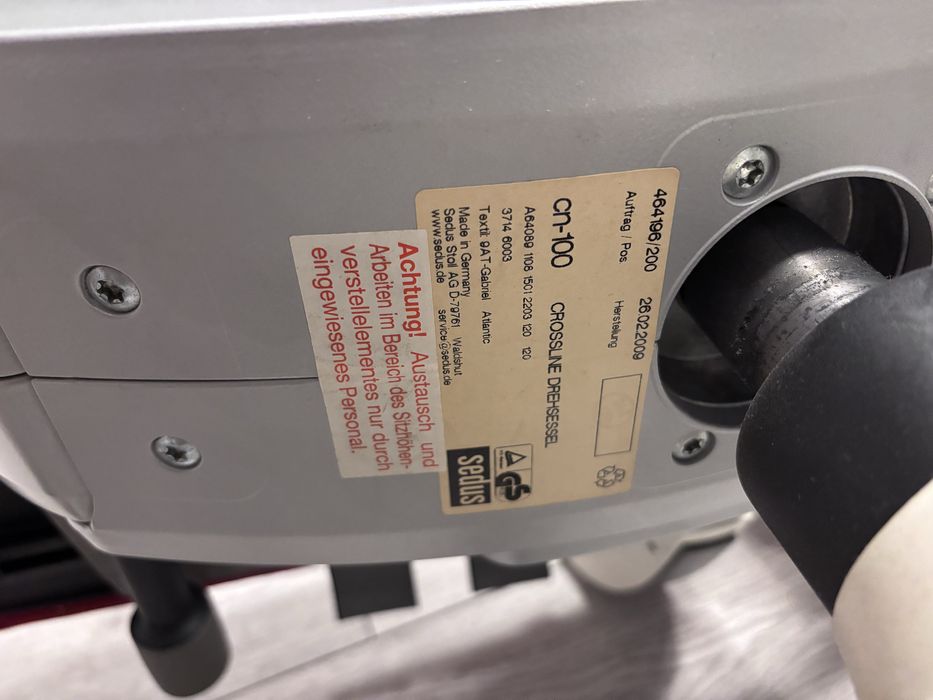 464196/200 26.02.2009
Auftrag / Pos Herstellung
cn-100 CROSSLINE DREHSESSEL
A64089 1106 1501 2203 120 120
3714 6003
Textil: 9AT-Gabriel Atlantic
Made in Germany
Sedus Stoll AG D-79761 Waldshut
www.sedus.de service@sedus.de
GS
sedus
Achtung! Austausch und
Arbeiten im Bereich des Sitzhöhen-
verstellelementes nur durch
eingewiesenes Personal.